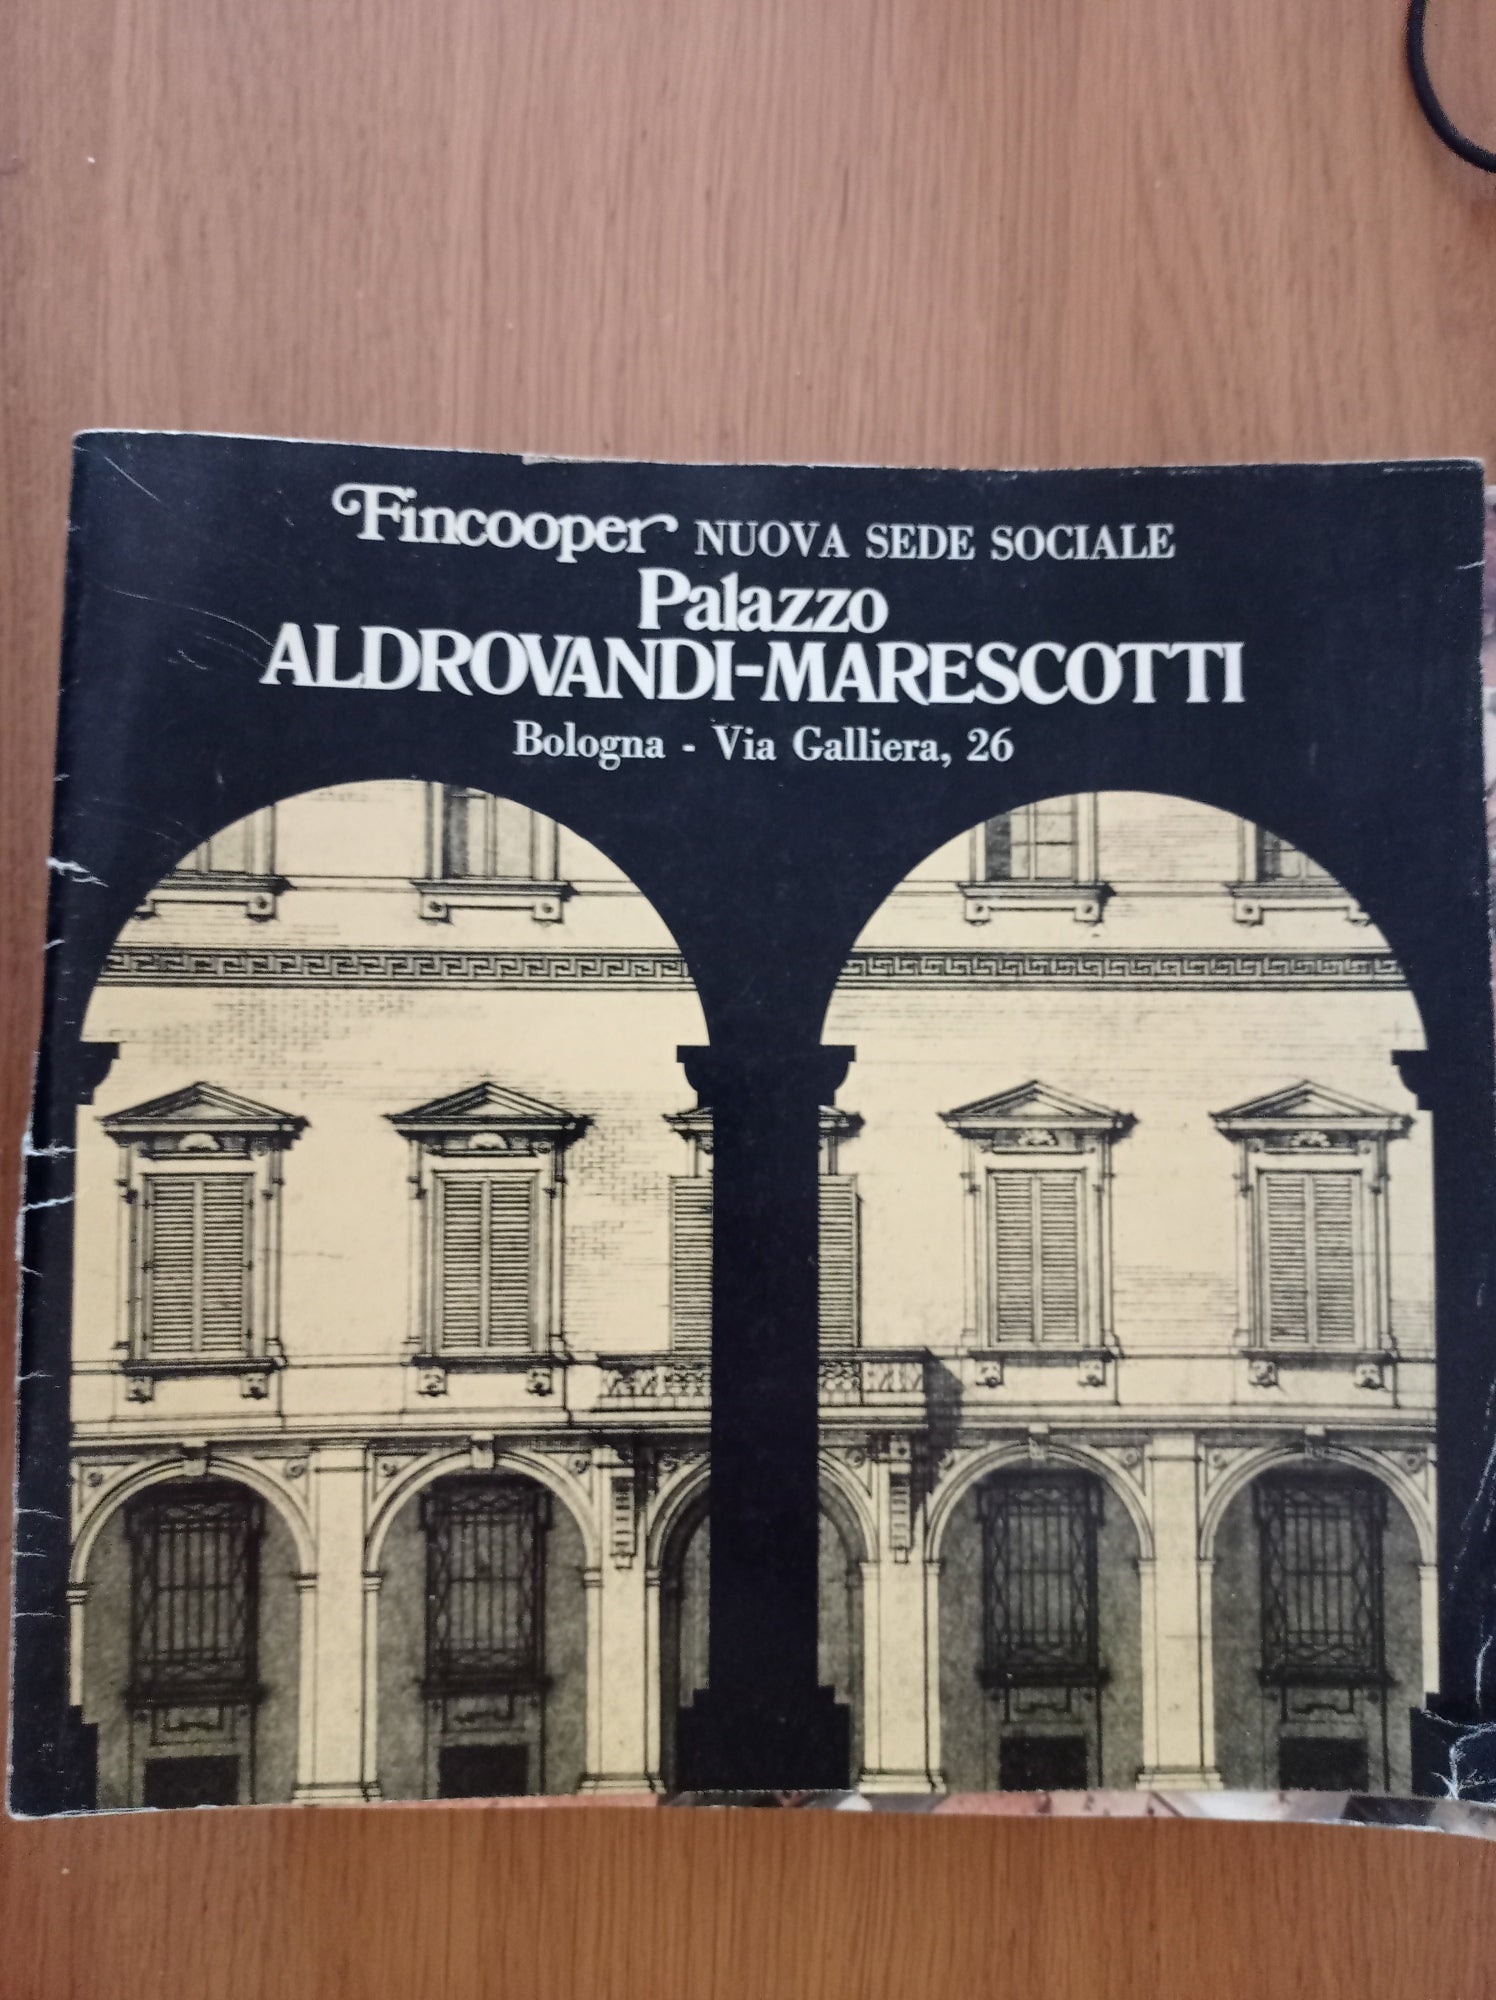 Fincooper NUOVA SEDE SOCIALE
Palazzo
ALDROVANDI-MARESCOTTI
Bologna - Via Galliera, 26